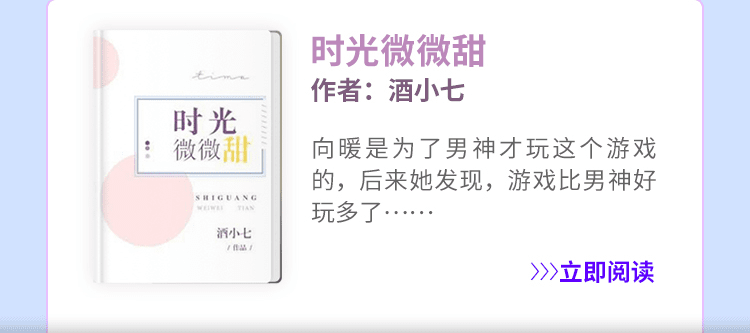 时光微微甜
作者：酒小七
time
时光
微微甜
SHIGUANG
WEIWEI TIAN
酒小七
/ 作品 /
向暖是为了男神才玩这个游戏
的，后来她发现，游戏比男神好
玩多了……
>>>立即阅读